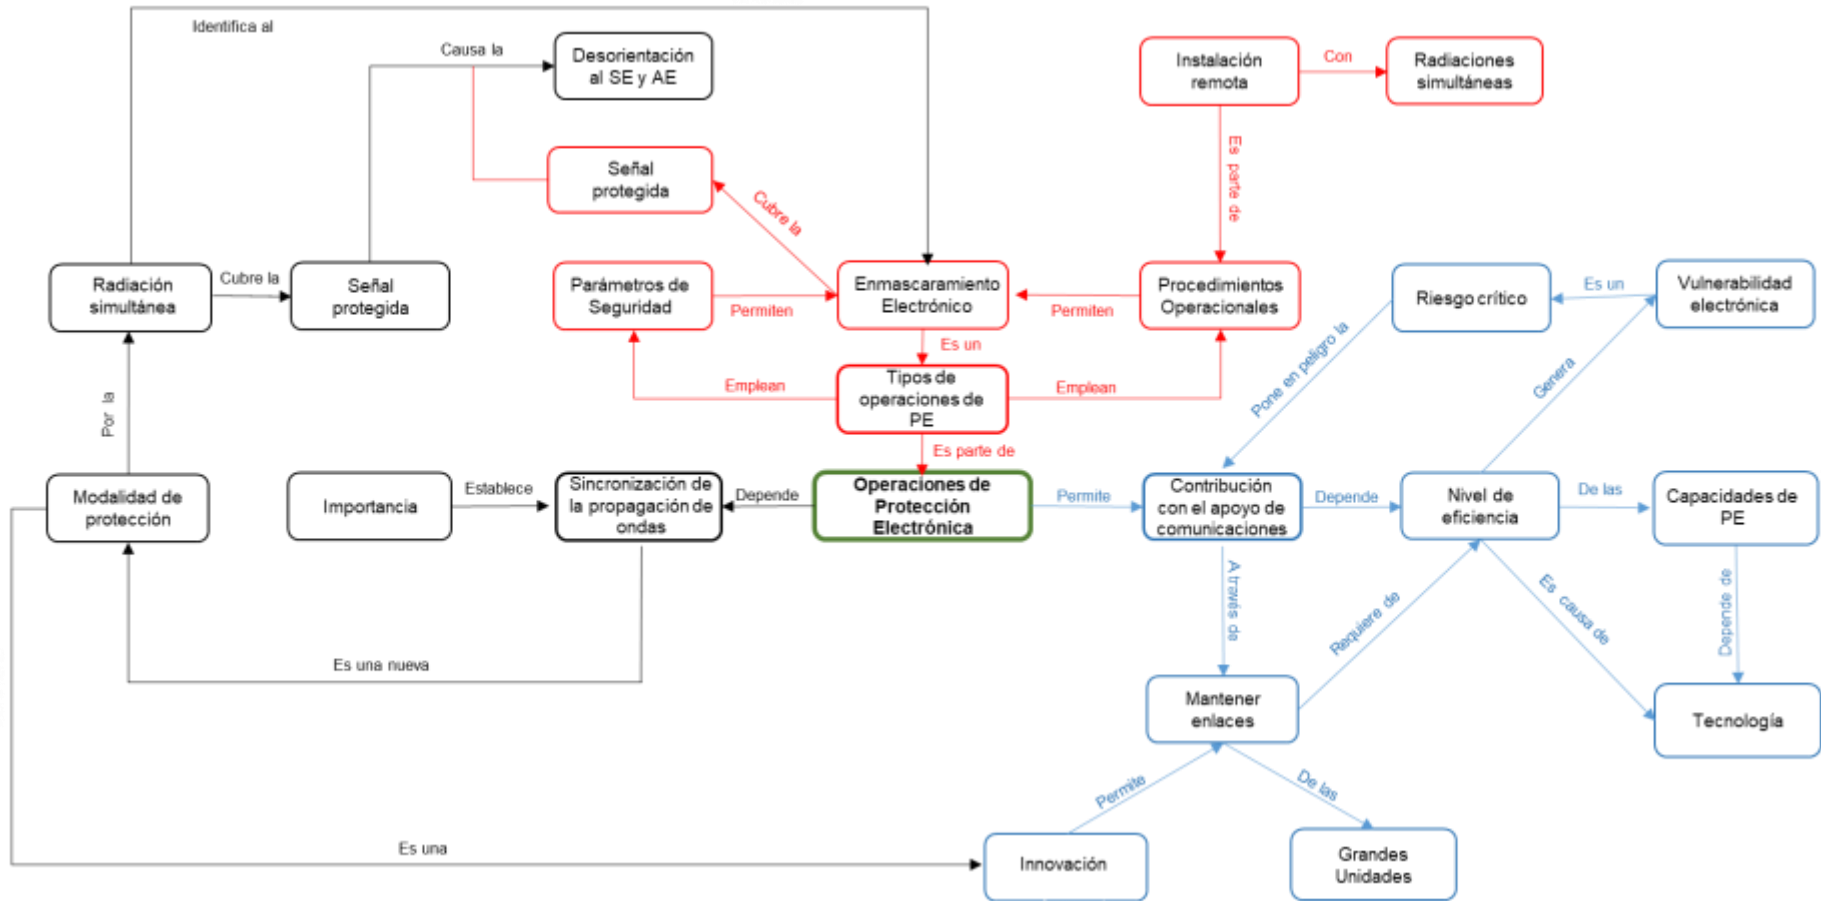 Identifica al
Causa la
Desorientación
al SE y AE
Instalación
remota
Con
Radiaciones
simultáneas
Señal
protegida
Cubre la
Es parte de
Radiación
simultánea
Cubre la
Señal
protegida
Parámetros de
Seguridad
Permiten
Enmascaramiento
Electrónico
Permiten
Procedimientos
Operacionales
Riesgo crítico
Es un
Vulnerabilidad
electrónica
Es un
Pone en peligro la
Genera
Por la
Emplean
Tipos de
operaciones de
PE
Emplean
Es parte de
Modalidad de
protección
Importancia
Establece
Sincronización de
la propagación de
ondas
Depende
Operaciones de
Protección
Electrónica
Permite
Contribución
con el apoyo de
comunicaciones
Depende
Nivel de
eficiencia
De las
Capacidades de
PE
A través de
Requiere de
Es causa de
Depende de
Es una nueva
Mantener
enlaces
Tecnología
Permite
De las
Es una
Innovación
Grandes
Unidades